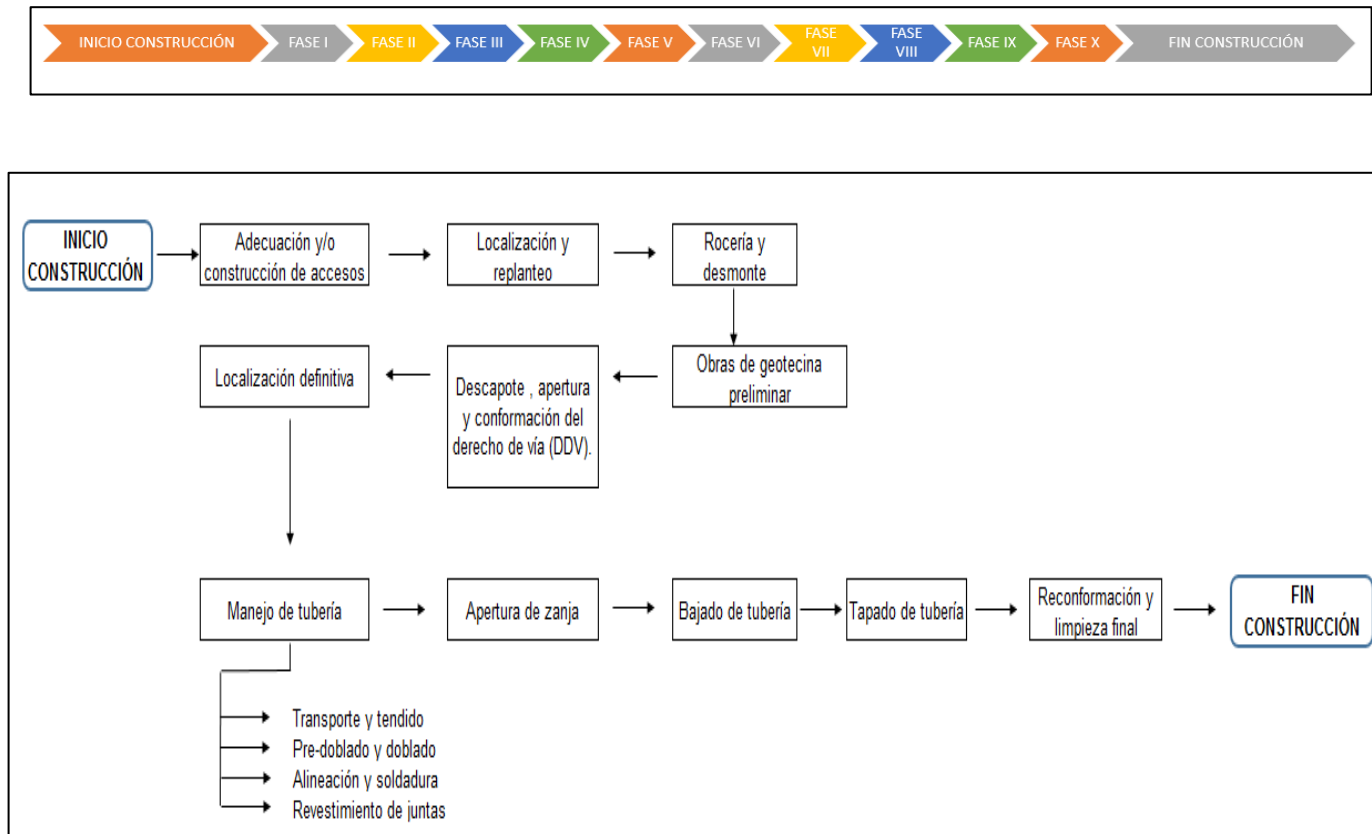 INICIO CONSTRUCCIÓN
FASE I
FASE II
FASE III
FASE IV
FASE V
FASE VI
FASE
VII
FASE
VIII
FASE IX
FASE X
FIN CONSTRUCCIÓN
INICIO
CONSTRUCCIÓN
Adecuación y/o
construcción de accesos
Localización y
replanteo
Rocería y
desmonte
Obras de geotecina
preliminar
Descapote , apertura
y conformación del
derecho de vía (DDV).
Localización definitiva
Manejo de tubería
Apertura de zanja
Bajado de tubería
Tapado de tubería
Reconformación y
limpieza final
FIN
CONSTRUCCIÓN
Transporte y tendido
Pre-doblado y doblado
Alineación y soldadura
Revestimiento de juntas